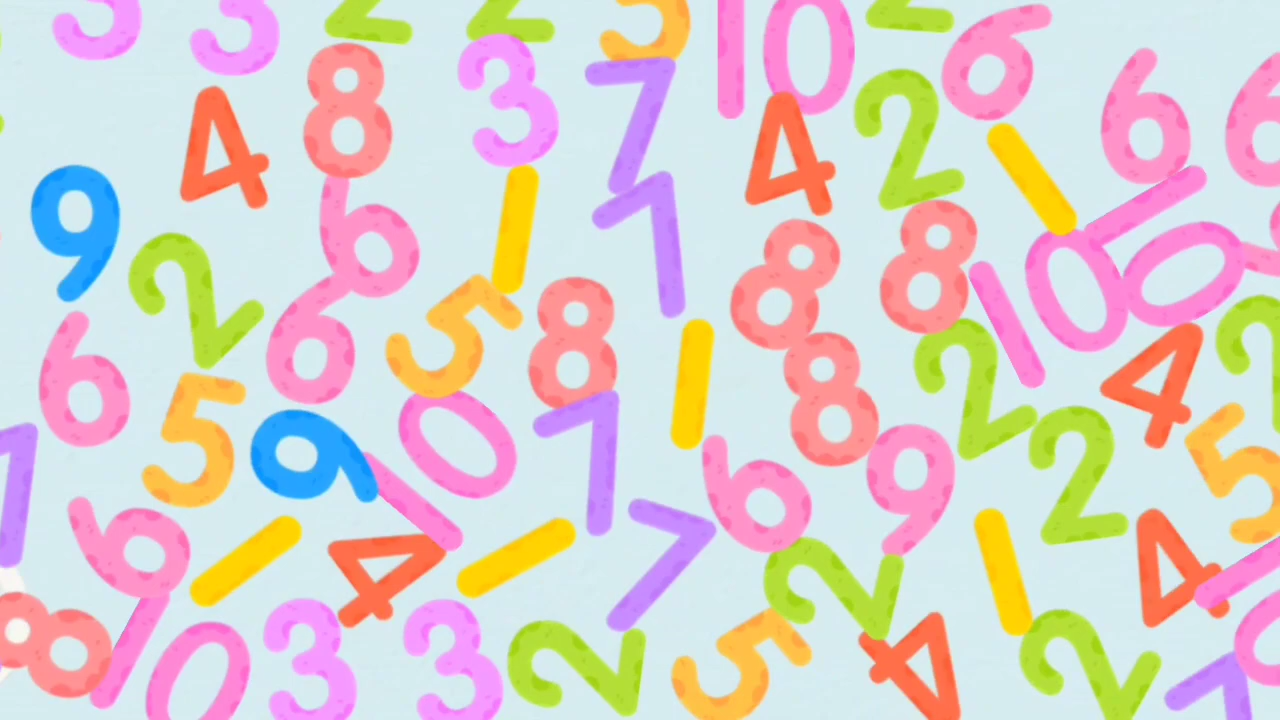 3 3 2 2 5 10 2 6
4 8 3 7 4 2 1 6 6
9 2 6 1 7 8 8 10 10
6 6 5 8 1 8 2 4 2
7 5 9 10 7 6 9 2 5
6 1 4 1 7 2 1 4 10
8 10 3 3 2 5 4 2 7